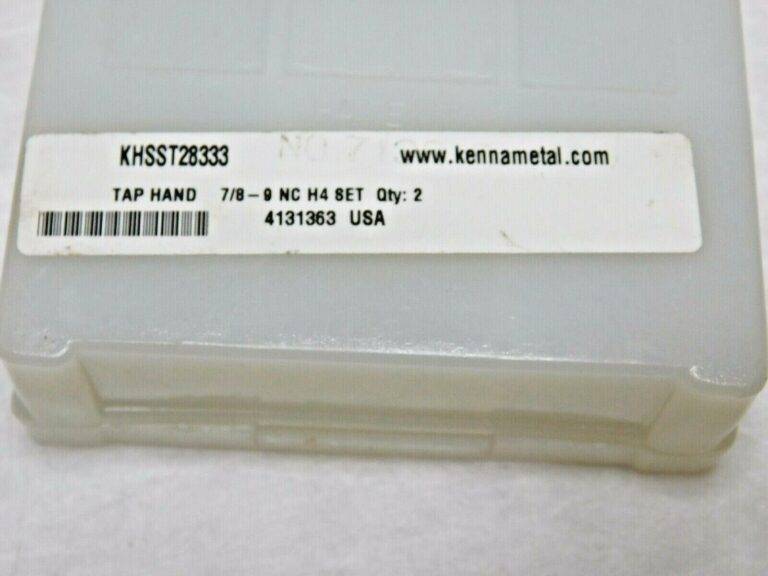 KHSST28333 www.kennametal.com
TAP HAND 7/8-9 NC H4 SET Qty: 2
4131363 USA